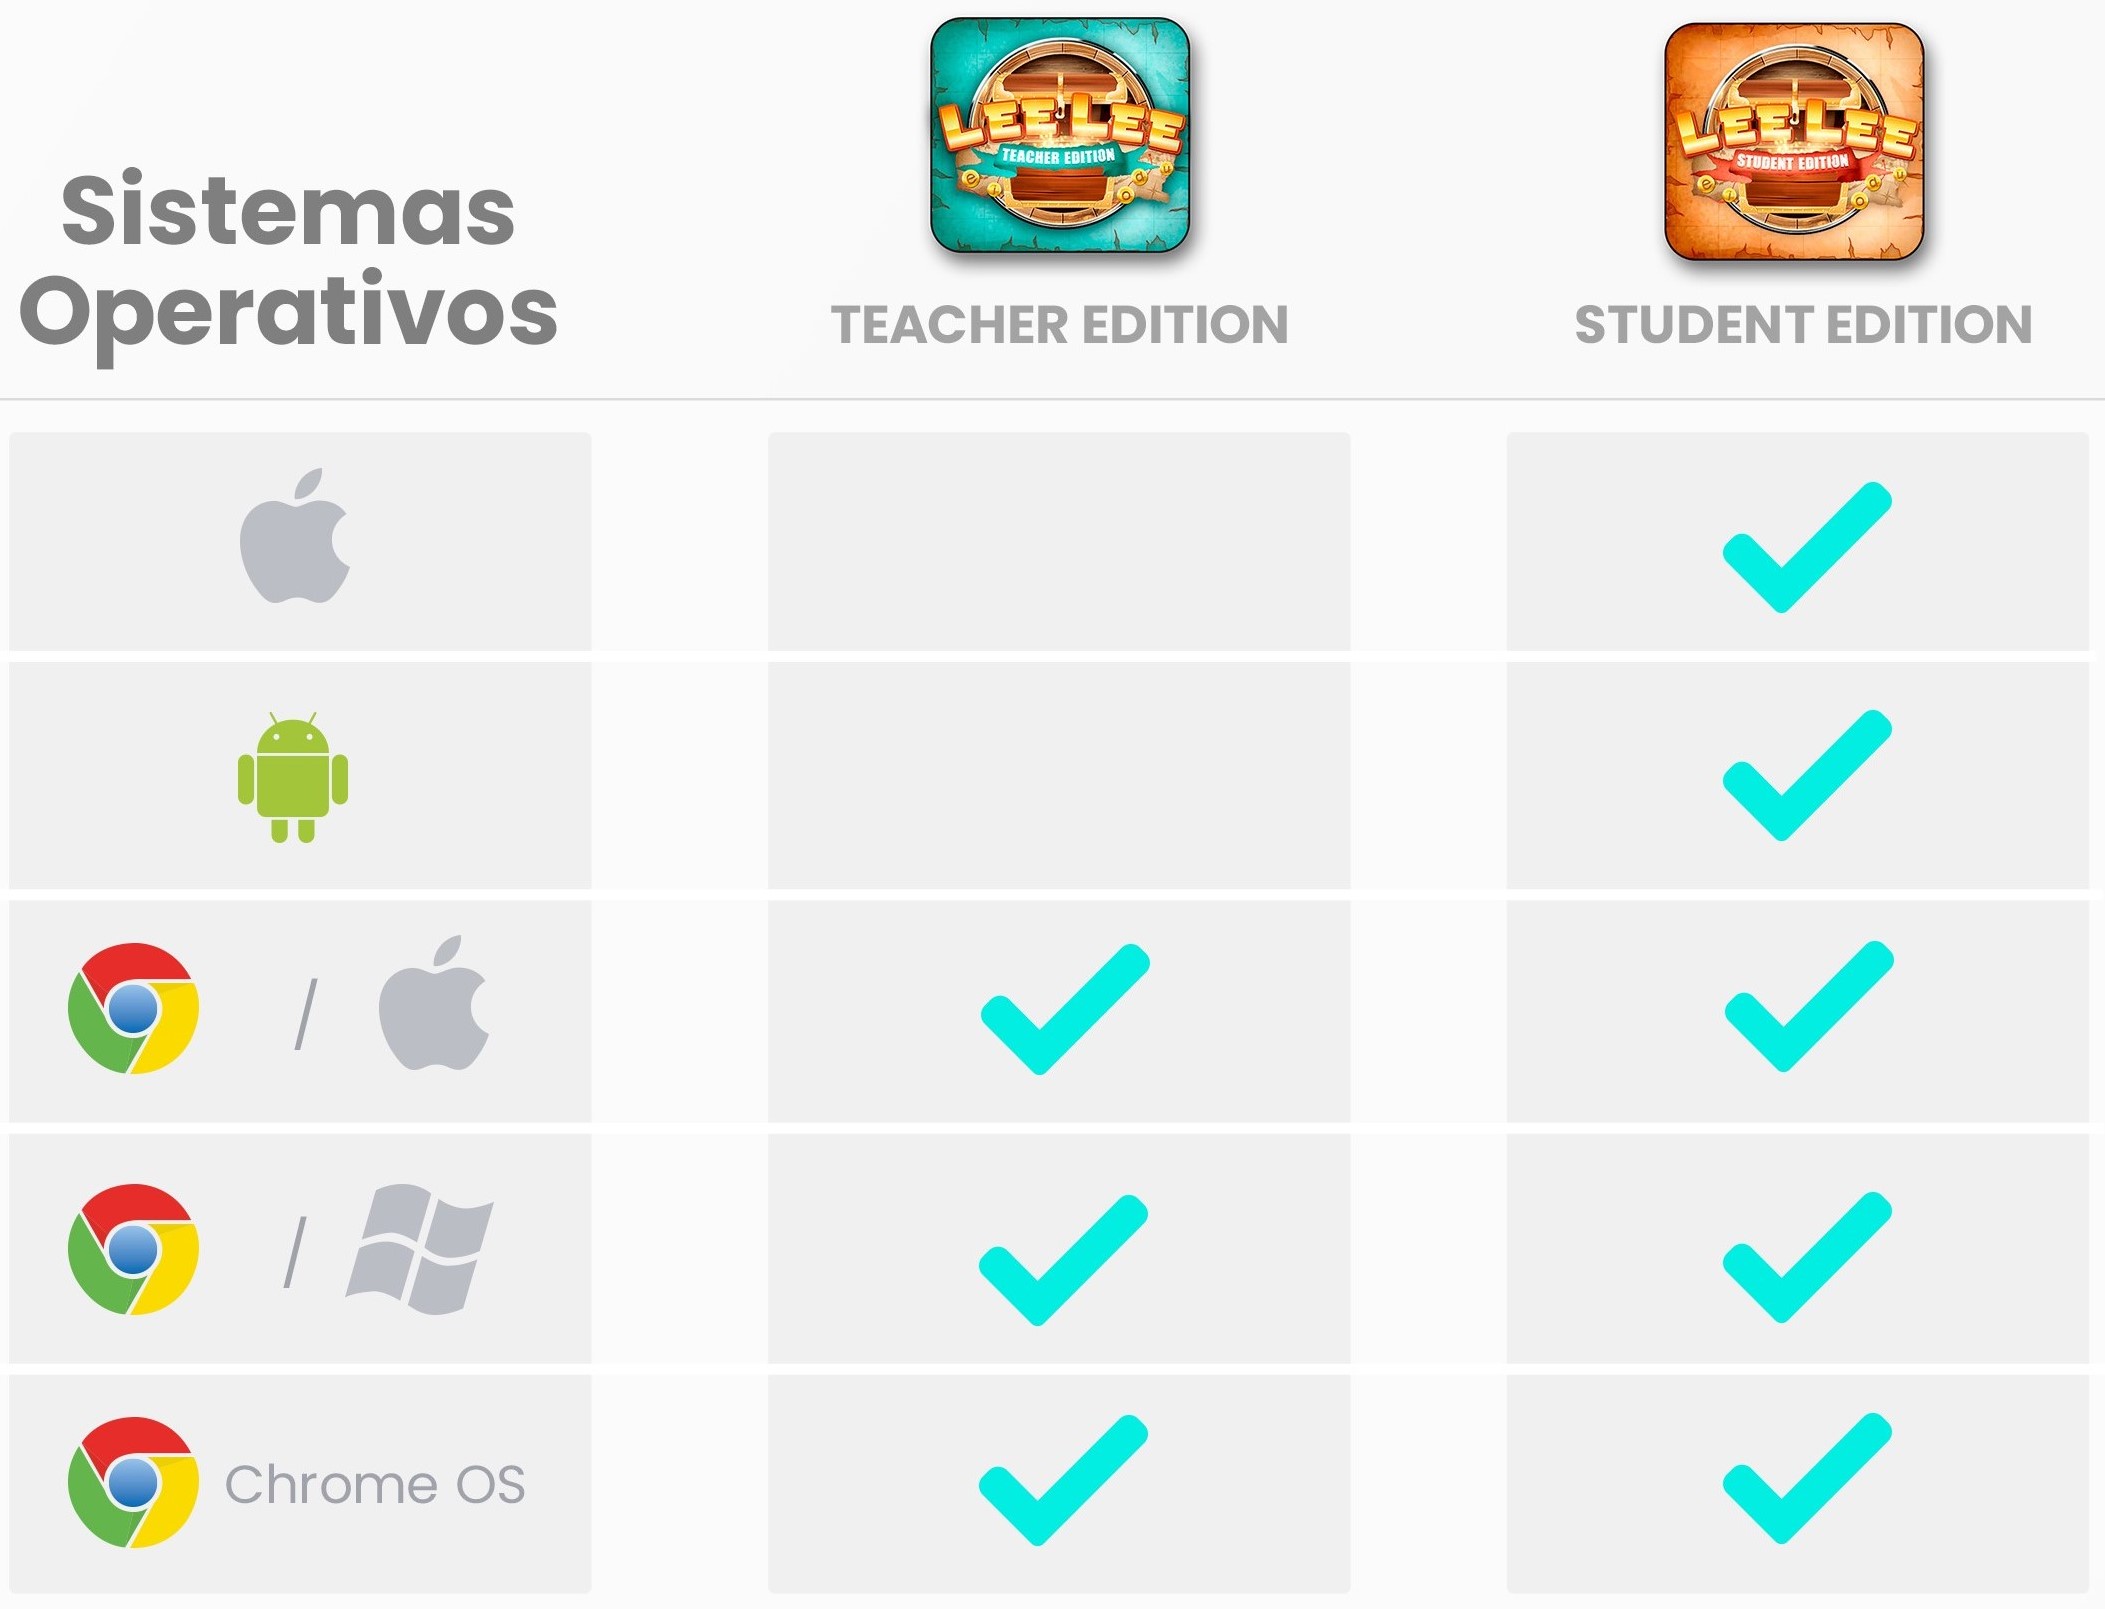 LEE LEE
TEACHER EDITION
LEE LEE
STUDENT EDITION
Sistemas
Operativos
TEACHER EDITION
STUDENT EDITION
/
/
Chrome OS